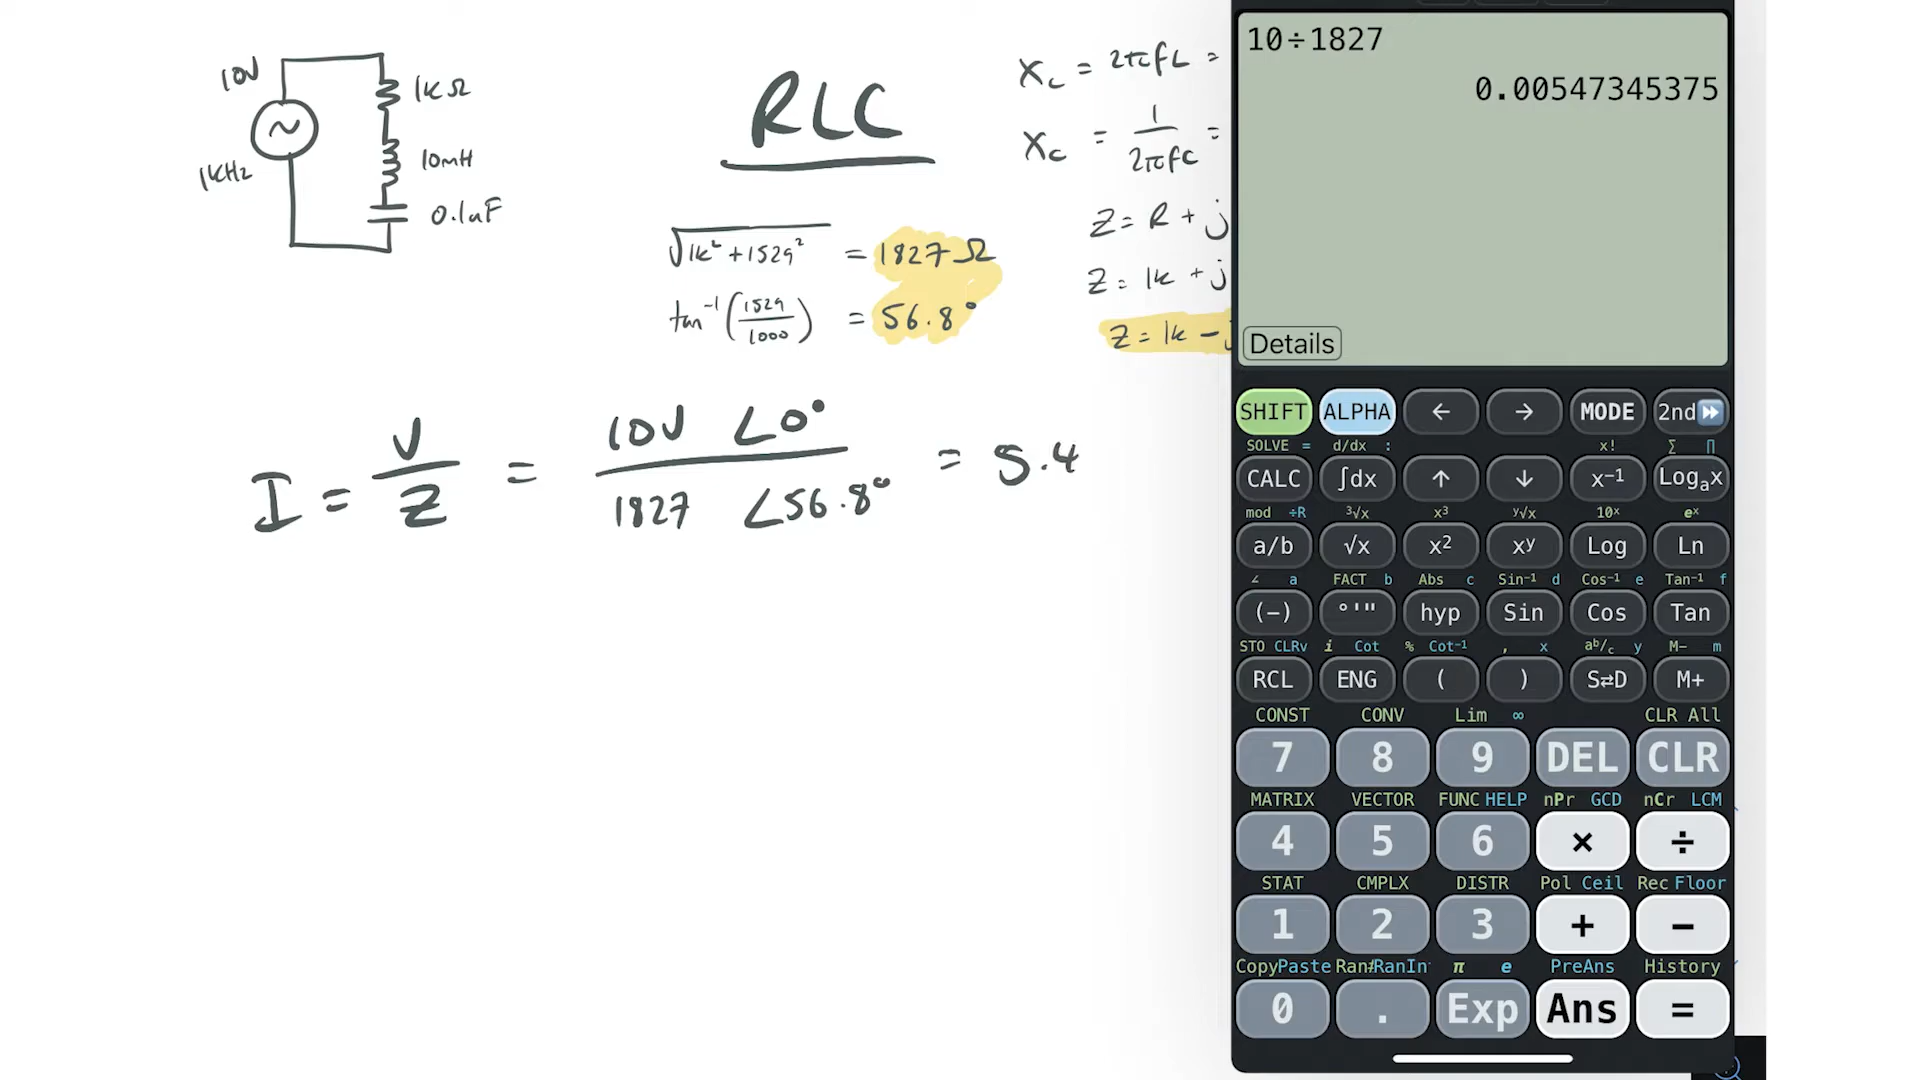 10V
1KHz
1KΩ
10mH
0.1uF
RLC
√1k²+1529² = 1827 Ω
tan⁻¹(1529/1000) = 56.8°
XL = 2πfL =
Xc = 1/2πfC =
Z = R + j
Z = 1k + j
Z = 1k - j
I = V/Z = 10V ∠0° / 1827 ∠56.8° = 5.4
10÷1827
0.00547345375
Details
SHIFT ALPHA ← → MODE 2nd
SOLVE = d/dx : x! ∑ ∏
CALC ∫dx ↑ ↓ x⁻¹ Logₐx
mod ÷R ³√x x³ ʸ√x 10ˣ eˣ
a/b √x x² xʸ Log Ln
∠ a FACT b Abs c Sin⁻¹ d Cos⁻¹ e Tan⁻¹ f
(−) °'" hyp Sin Cos Tan
STO CLRv i Cot % Cot⁻¹ , x aᵇ/c y M− m
RCL ENG ( ) S⇄D M+
CONST CONV Lim ∞ CLR All
7 8 9 DEL CLR
MATRIX VECTOR FUNC HELP nPr GCD nCr LCM
4 5 6 × ÷
STAT CMPLX DISTR Pol Ceil Rec Floor
1 2 3 + −
Copy Paste Ran# RanIn π e PreAns History
0 . Exp Ans =